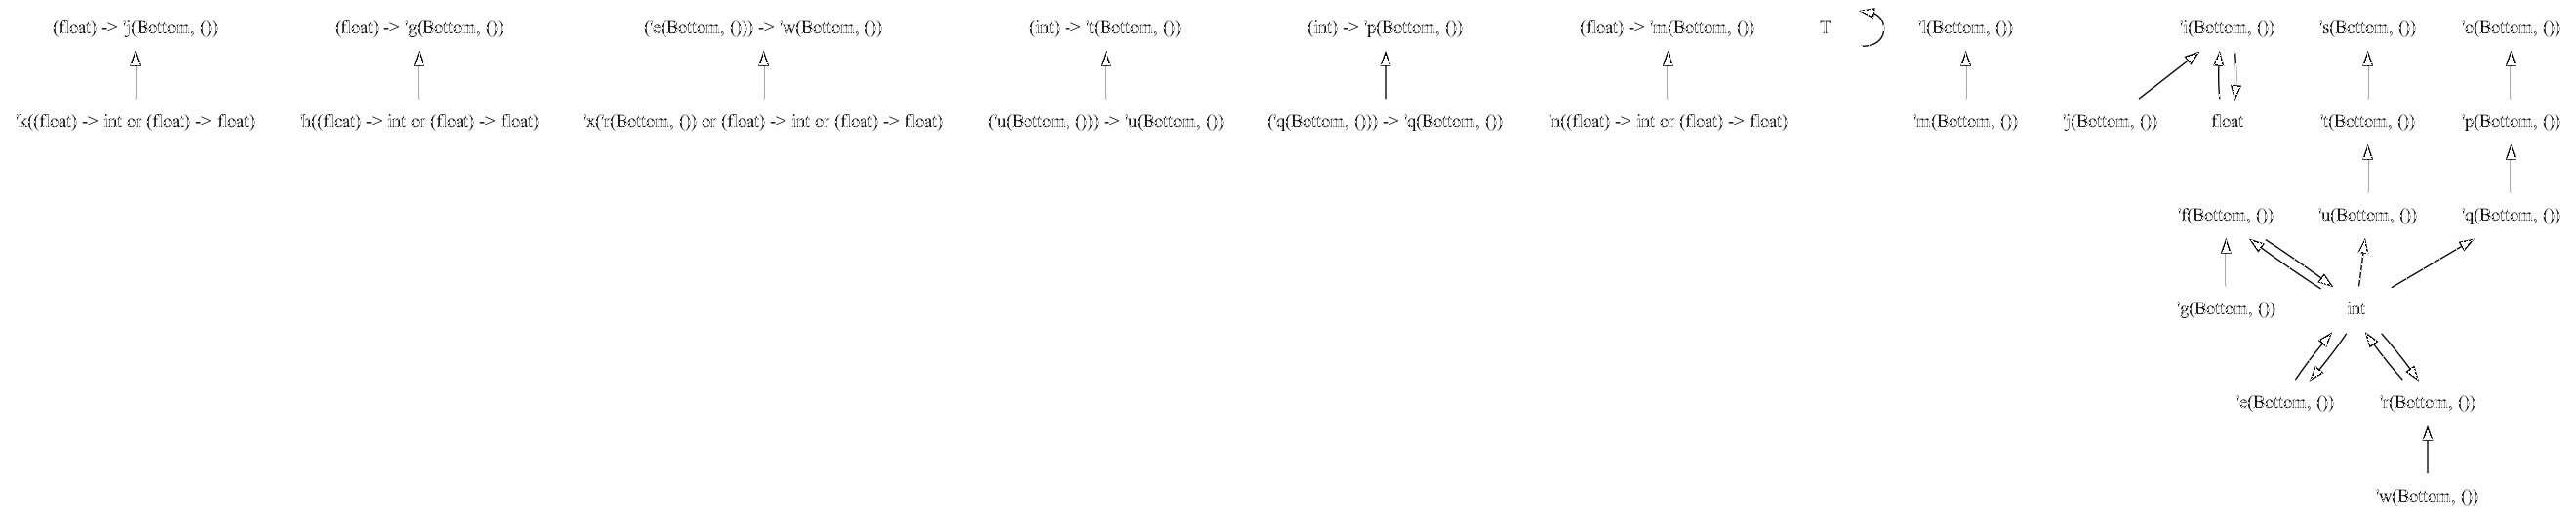 (float) -> 'j(Bottom, ())
(float) -> 'g(Bottom, ())
('e(Bottom, ())) -> 'w(Bottom, ())
(int) -> 't(Bottom, ())
(int) -> 'p(Bottom, ())
(float) -> 'm(Bottom, ())
T
'l(Bottom, ())
'i(Bottom, ())
's(Bottom, ())
'o(Bottom, ())
'k((float) -> int or (float) -> float)
'h((float) -> int or (float) -> float)
'x('r(Bottom, ()) or (float) -> int or (float) -> float)
('u(Bottom, ())) -> 'u(Bottom, ())
('q(Bottom, ())) -> 'q(Bottom, ())
'n((float) -> int or (float) -> float)
'm(Bottom, ())
'j(Bottom, ())
float
't(Bottom, ())
'p(Bottom, ())
'f(Bottom, ())
'u(Bottom, ())
'q(Bottom, ())
'g(Bottom, ())
int
'e(Bottom, ())
'r(Bottom, ())
'w(Bottom, ())